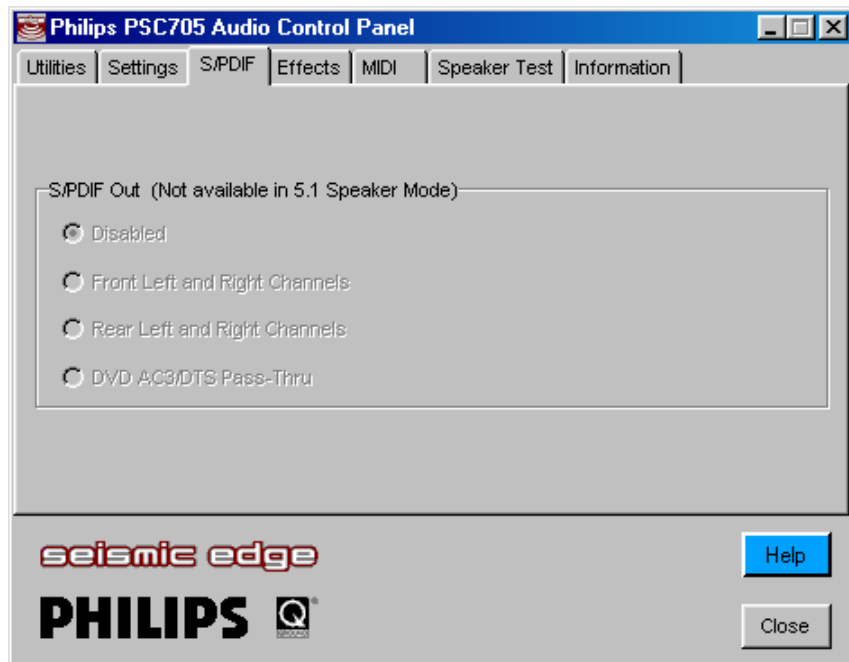 Philips PSC705 Audio Control Panel
Utilities Settings S/PDIF Effects MIDI Speaker Test Information
S/PDIF Out (Not available in 5.1 Speaker Mode)
Disabled
Front Left and Right Channels
Rear Left and Right Channels
DVD AC3/DTS Pass-Thru
seismic edge
Help
PHILIPS Q
Close